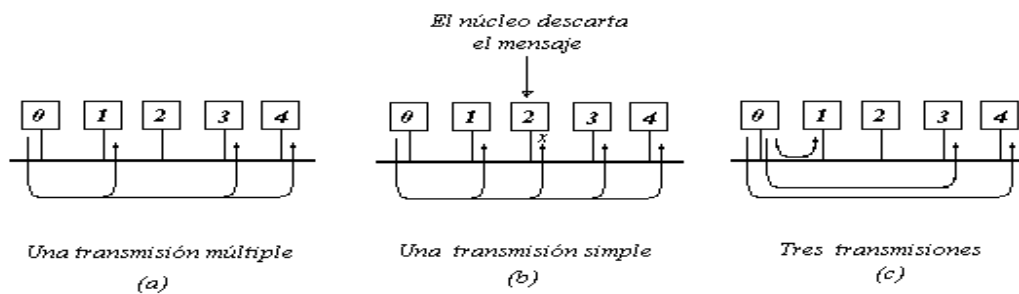 El núcleo descarta
el mensaje
0 1 2 3 4
0 1 2 3 4
x
0 1 2 3 4
Una transmisión múltiple
(a)
Una transmisión simple
(b)
Tres transmisiones
(c)